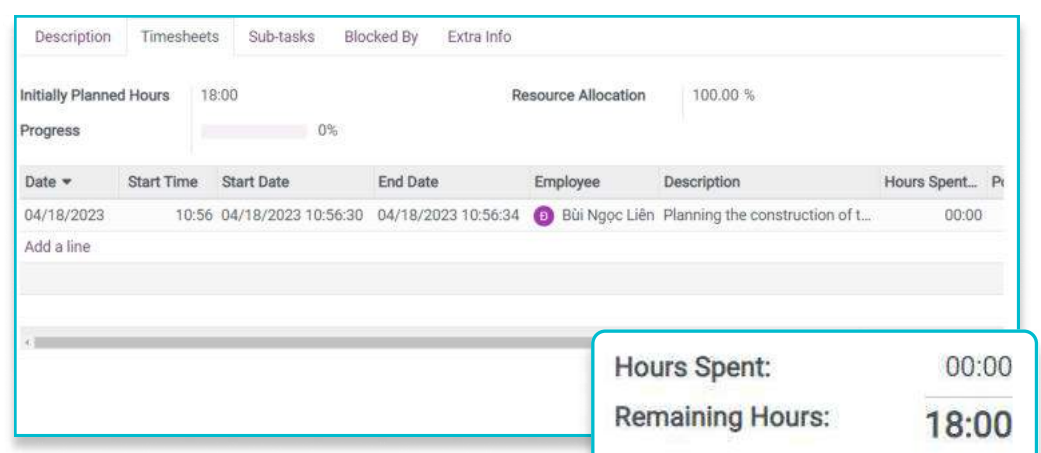 Description Timesheets Sub-tasks Blocked By Extra Info
Initially Planned Hours 18:00 Resource Allocation 100.00 %
Progress 0%
Date Start Time Start Date End Date Employee Description Hours Spent...
04/18/2023 10:56 04/18/2023 10:56:30 04/18/2023 10:56:34 Đ Bùi Ngọc Liên Planning the construction of t... 00:00
Add a line
Hours Spent: 00:00
Remaining Hours: 18:00